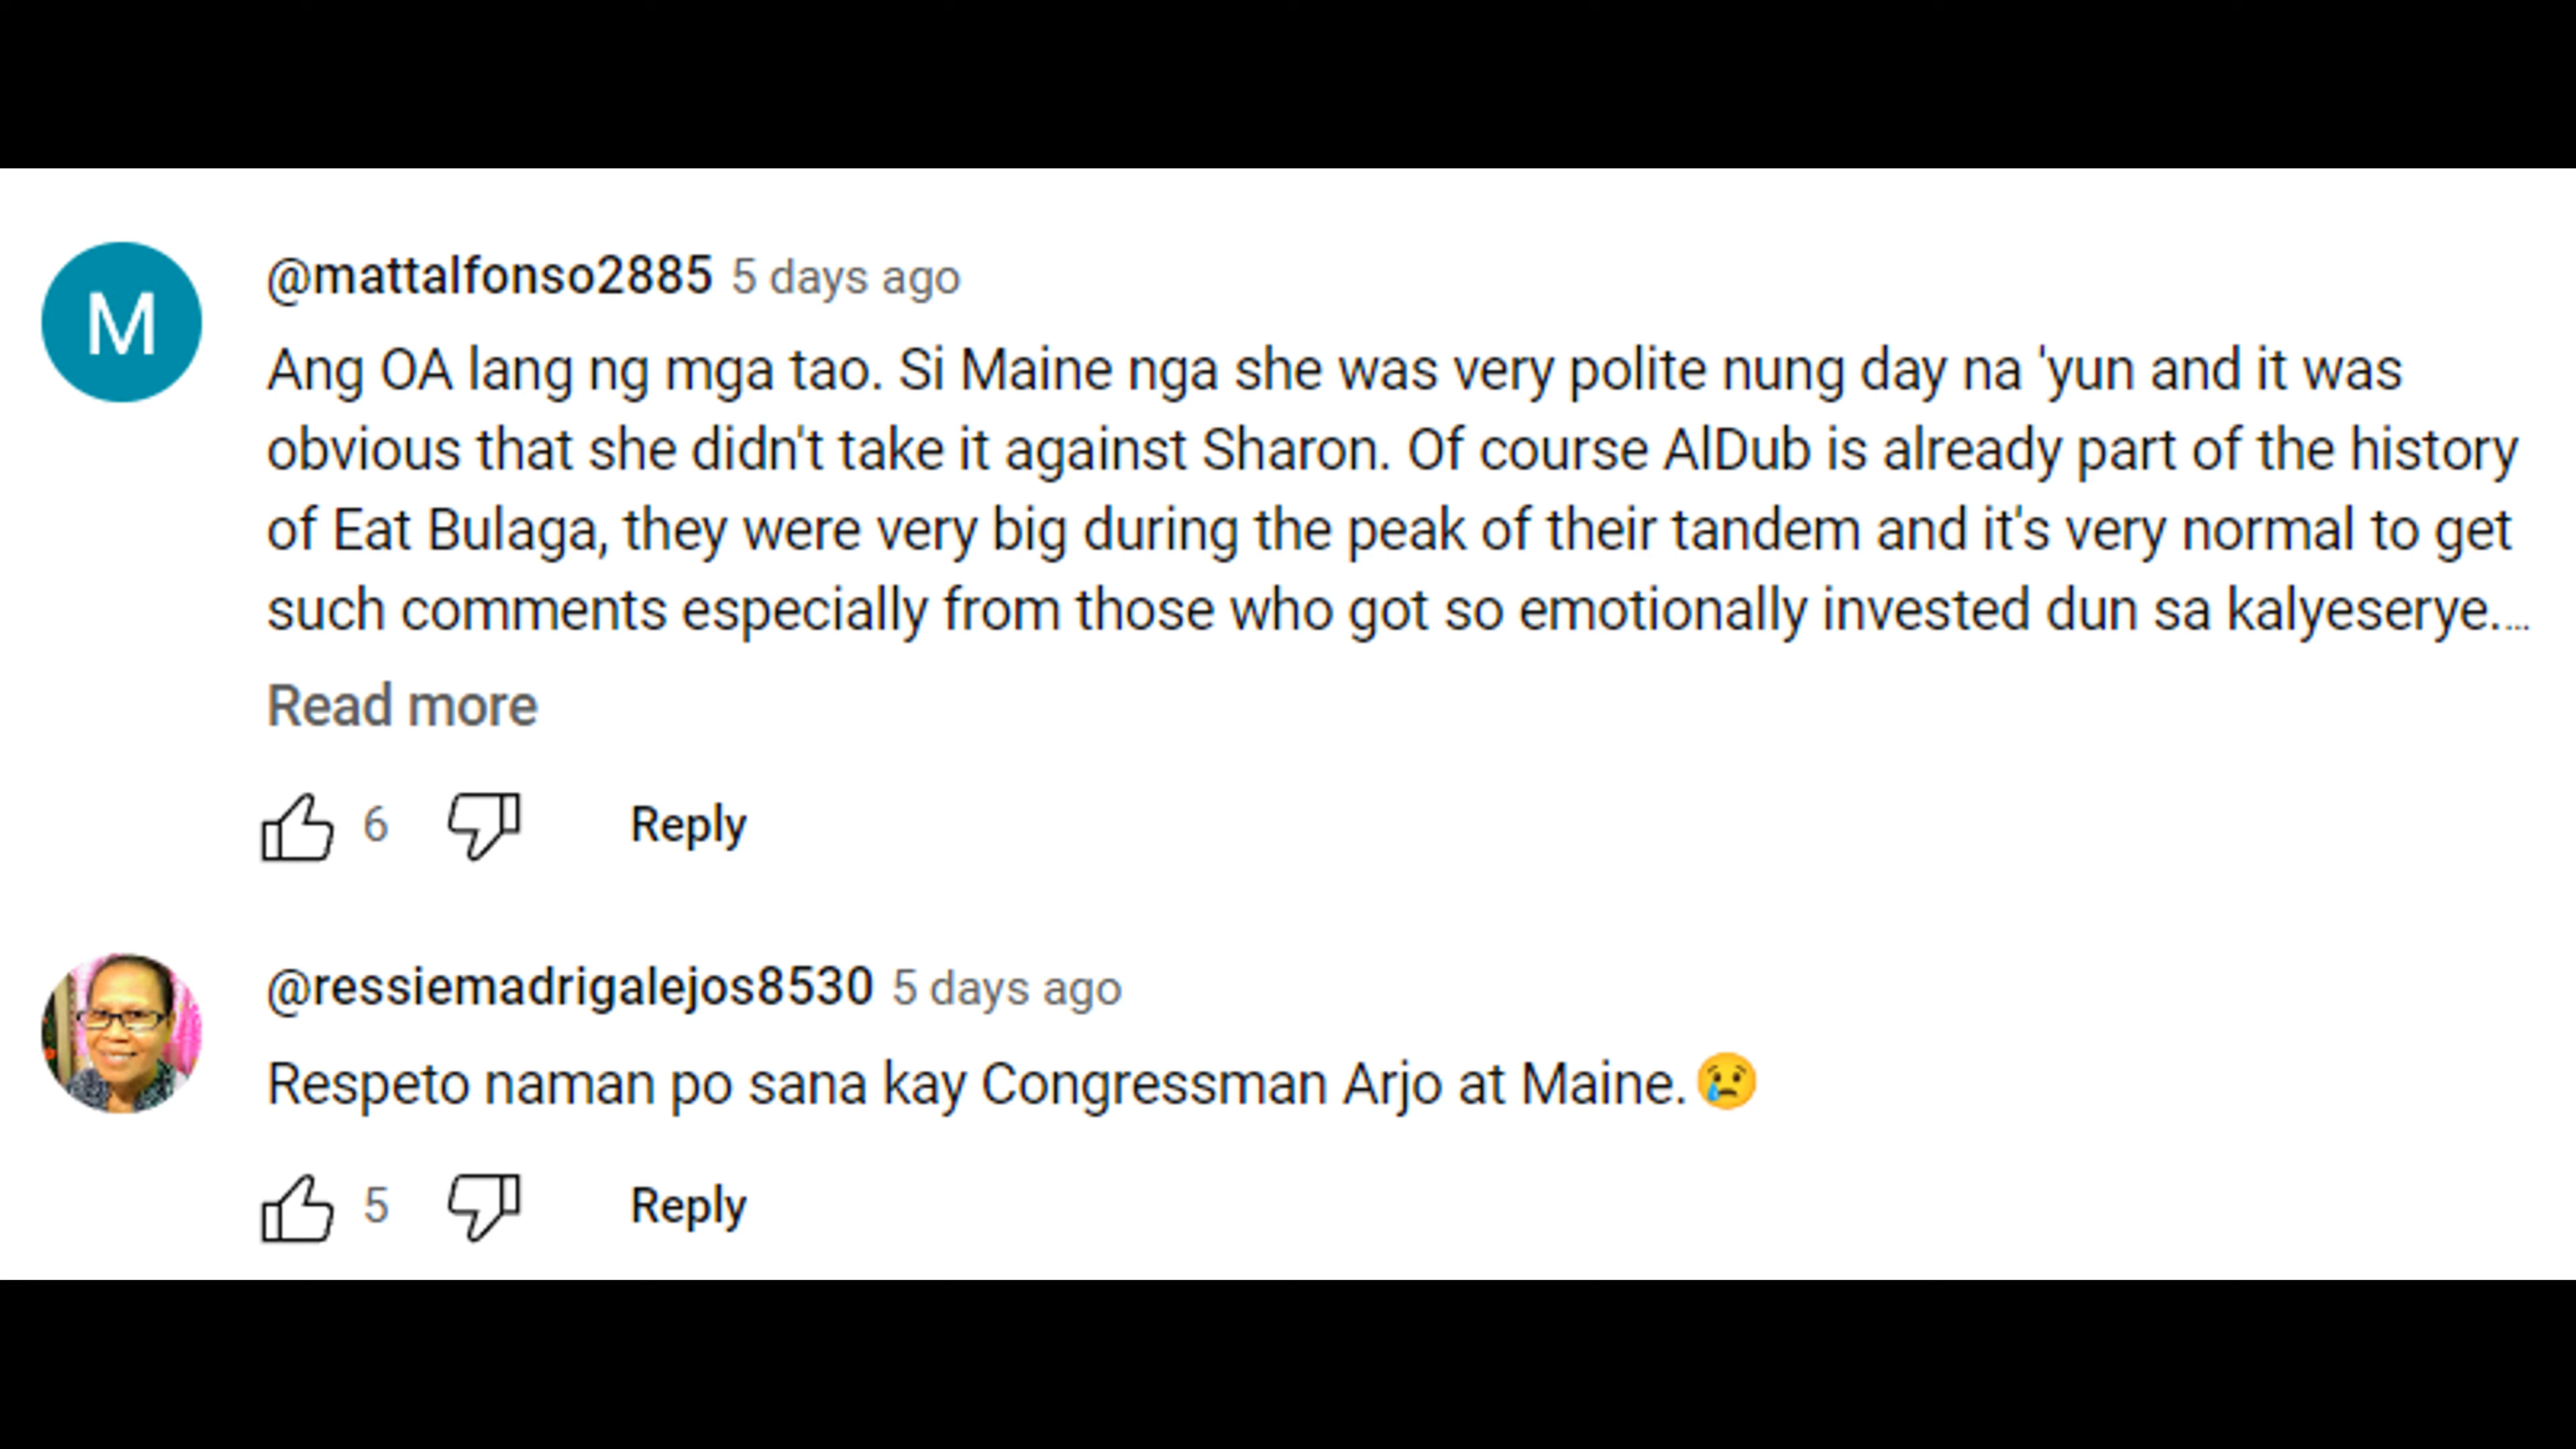 M
@mattalfonso2885 5 days ago
Ang OA lang ng mga tao. Si Maine nga she was very polite nung day na 'yun and it was
obvious that she didn't take it against Sharon. Of course AlDub is already part of the history
of Eat Bulaga, they were very big during the peak of their tandem and it's very normal to get
such comments especially from those who got so emotionally invested dun sa kalyeserye....
Read more
6 Reply
@ressiemadrigalejos8530 5 days ago
Respeto naman po sana kay Congressman Arjo at Maine.😢
5 Reply